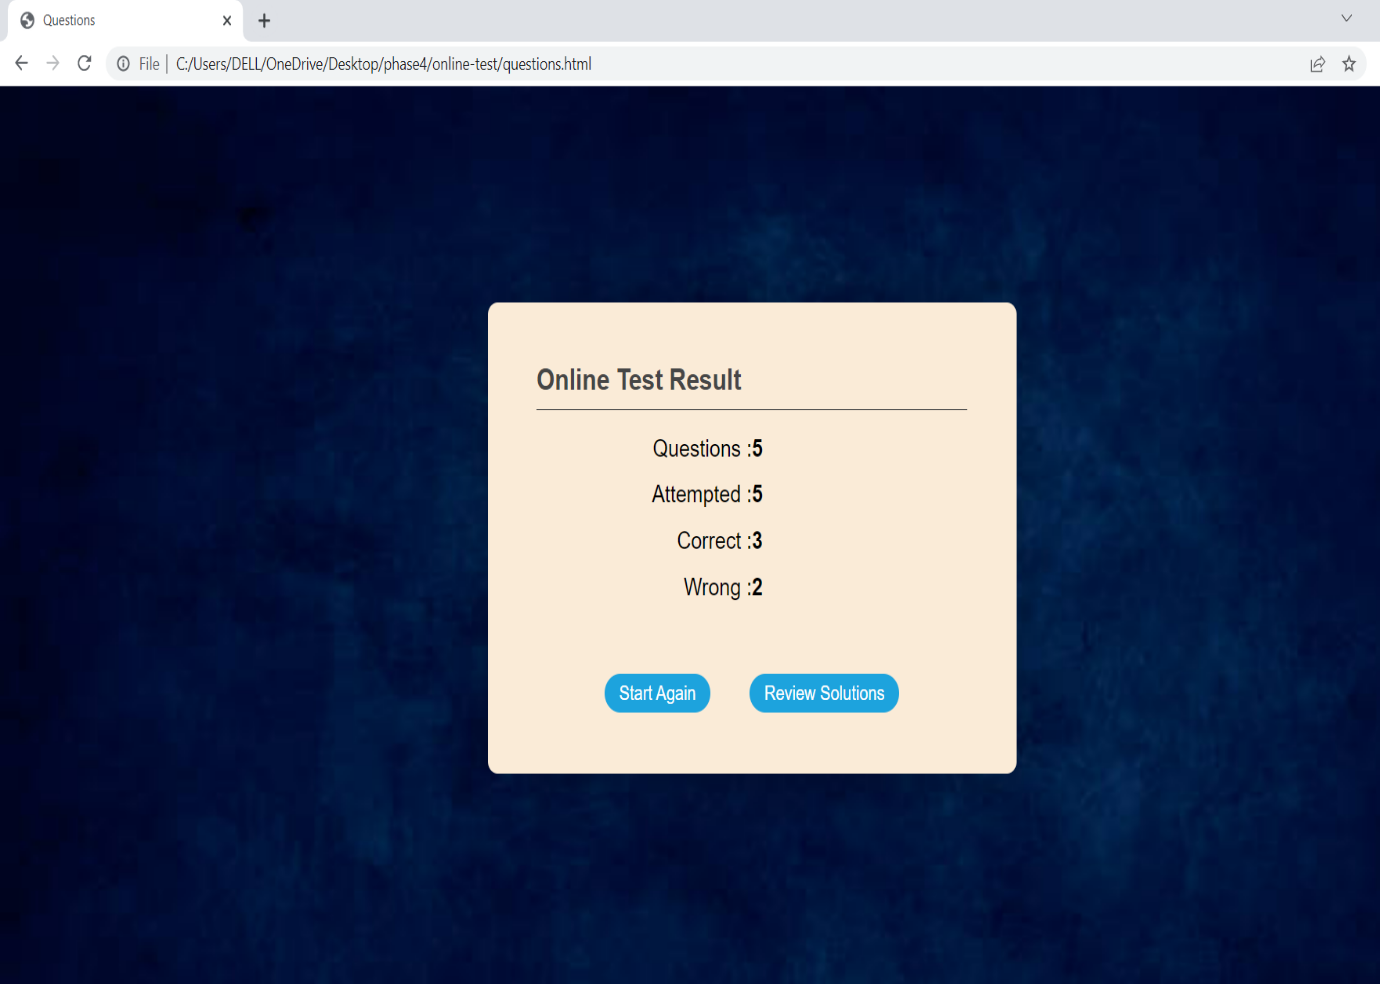 Questions
File | C:/Users/DELL/OneDrive/Desktop/phase4/online-test/questions.html
Online Test Result
Questions :5
Attempted :5
Correct :3
Wrong :2
Start Again Review Solutions